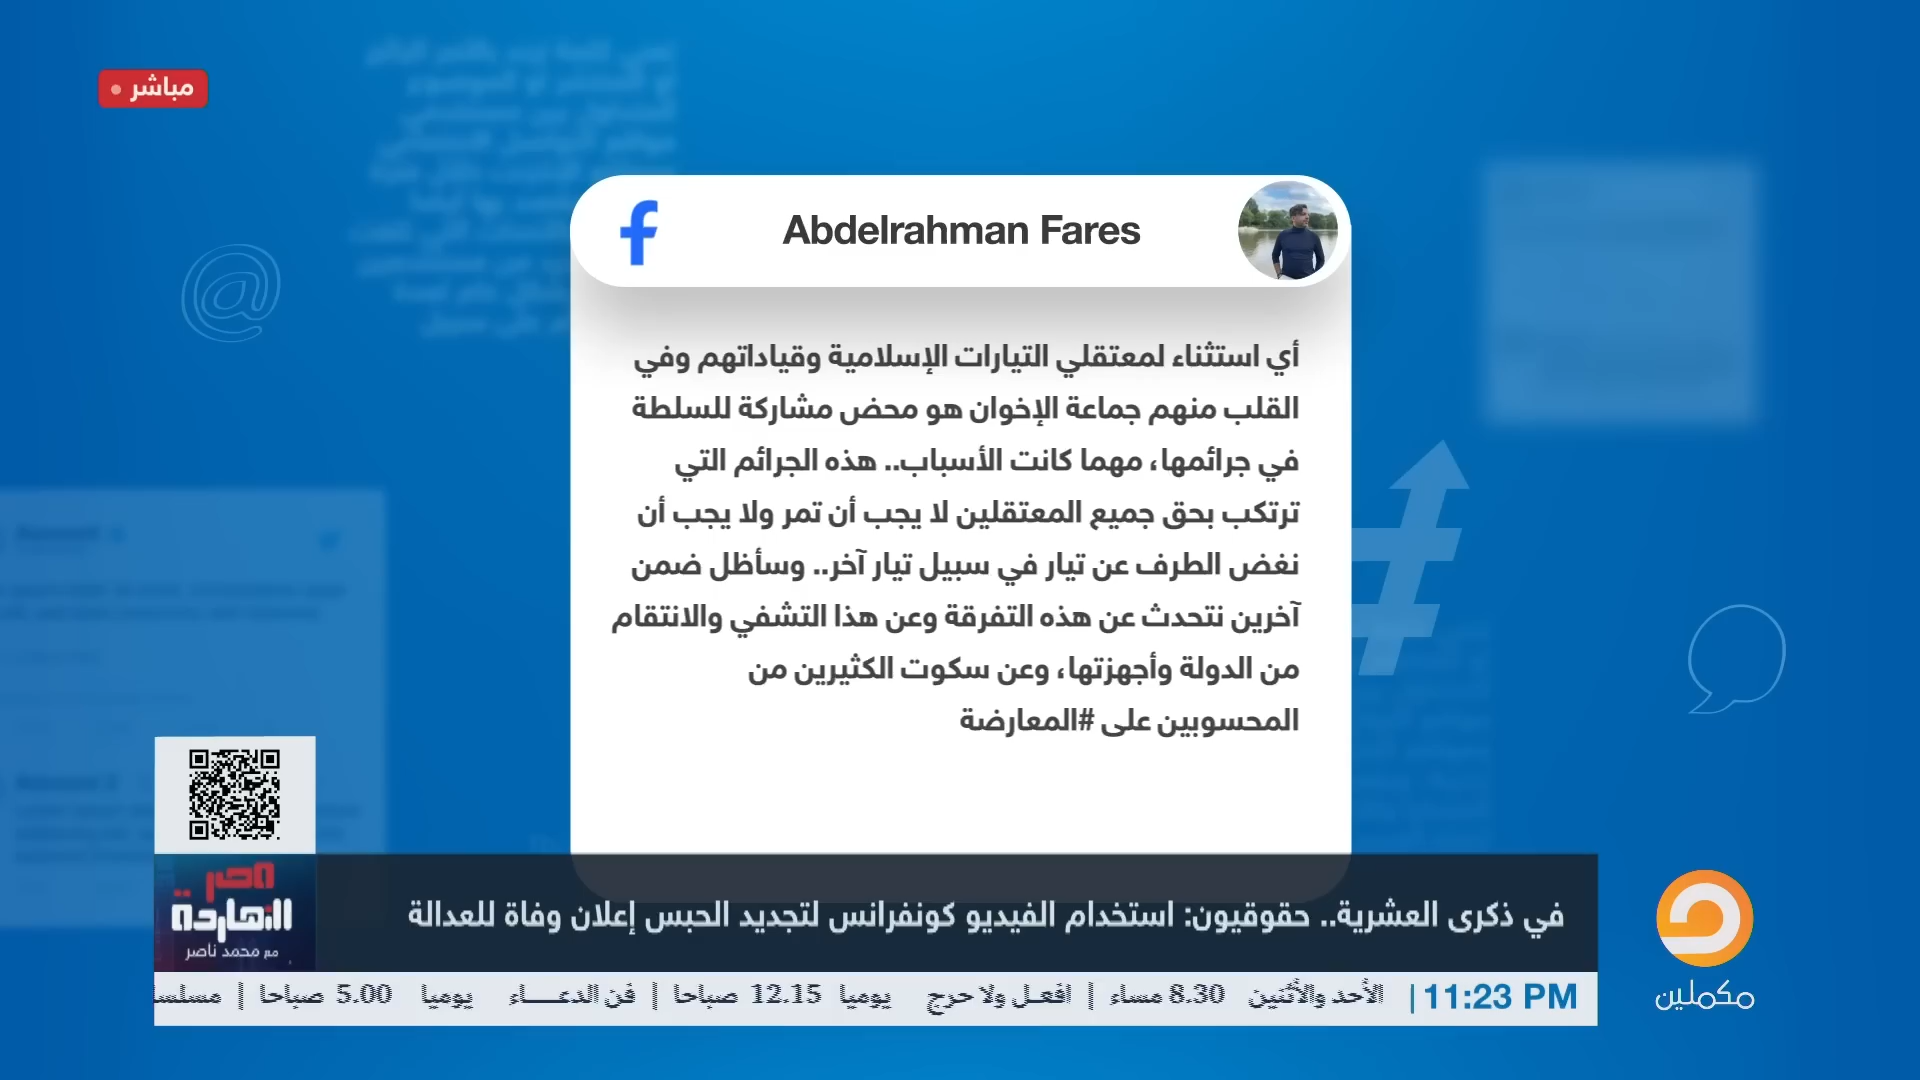 مباشر
Abdelrahman Fares
أي استثناء لمعتقلي التيارات الإسلامية وقياداتهم وفي
القلب منهم جماعة الإخوان هو محض مشاركة للسلطة
في جرائمها، مهما كانت الأسباب.. هذه الجرائم التي
ترتكب بحق جميع المعتقلين لا يجب أن تمر ولا يجب أن
نغض الطرف عن تيار في سبيل تيار آخر.. وسأظل ضمن
آخرين نتحدث عن هذه التفرقة وعن هذا التشفي والانتقام
من الدولة وأجهزتها، وعن سكوت الكثيرين من
المحسوبين على #المعارضة
مصر النهاردة
مع محمد ناصر
في ذكرى العشرية.. حقوقيون: استخدام الفيديو كونفرانس لتجديد الحبس إعلان وفاة للعدالة
11:23 PM | الأحد والأثنين 8.30 مساء | افعل ولا حرج يوميا 12.15 صباحا | فن الدعـــاء يوميا 5.00 صباحا |
مكملين